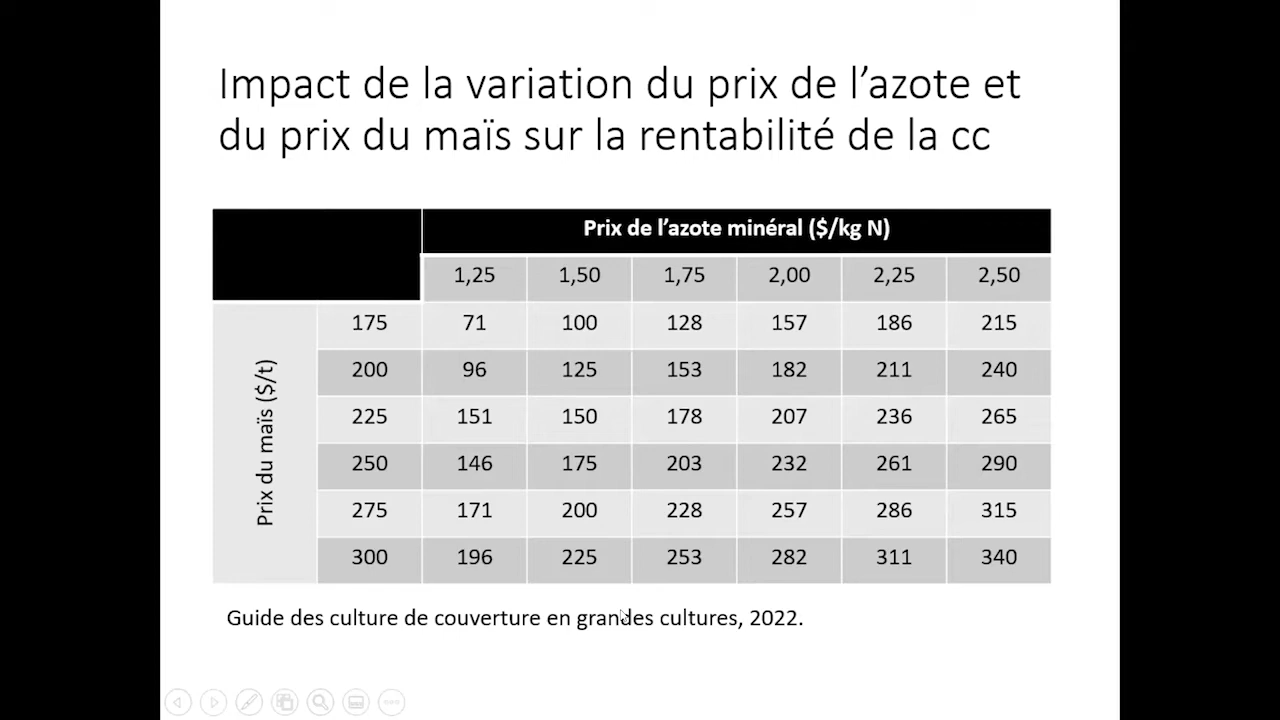 Impact de la variation du prix de l’azote et
du prix du maïs sur la rentabilité de la cc
Prix de l’azote minéral ($/kg N)
1,25 1,50 1,75 2,00 2,25 2,50
Prix du maïs ($/t)
175 71 100 128 157 186 215
200 96 125 153 182 211 240
225 151 150 178 207 236 265
250 146 175 203 232 261 290
275 171 200 228 257 286 315
300 196 225 253 282 311 340
Guide des culture de couverture en grandes cultures, 2022.